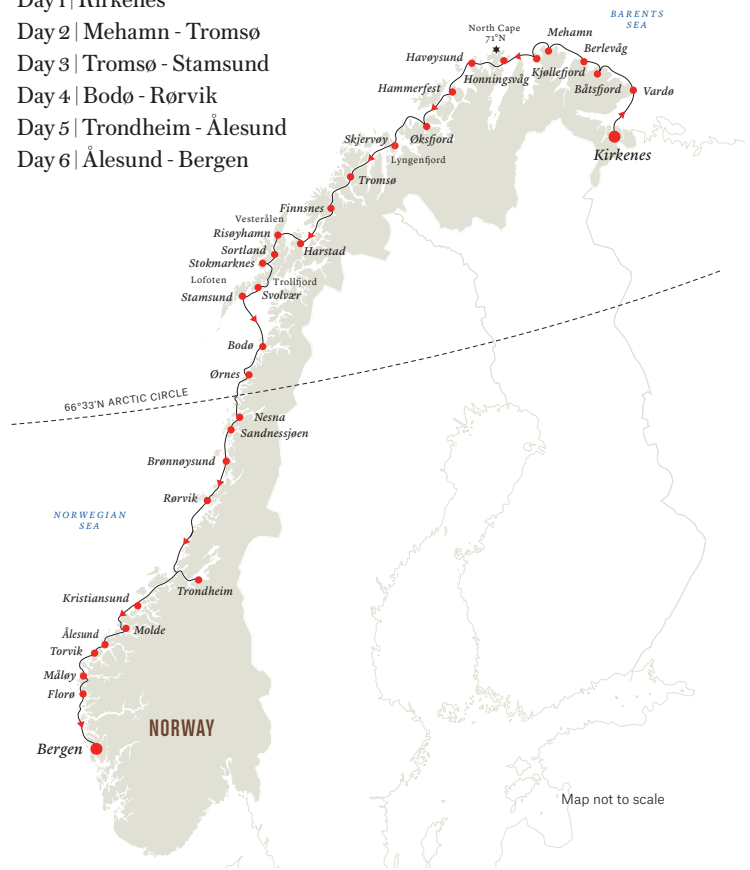 Day 1 | Kirkenes
Day 2 | Mehamn - Tromsø
Day 3 | Tromsø - Stamsund
Day 4 | Bodø - Rørvik
Day 5 | Trondheim - Ålesund
Day 6 | Ålesund - Bergen
BARENTS
SEA
North Cape
71°N
Mehamn
Berlevåg
Havøysund
Honningsvåg
Kjøllefjord
Båtsfjord
Vardø
Hammerfest
Kirkenes
Øksfjord
Skjervøy
Lyngenfjord
Tromsø
Finnsnes
Vesterålen
Risøyhamn
Harstad
Sortland
Stokmarknes
Lofoten
Trollfjord
Stamsund
Svolvær
Bodø
Ørnes
66°33'N ARCTIC CIRCLE
Nesna
Sandnessjøen
Brønnøysund
Rørvik
NORWEGIAN
SEA
Trondheim
Kristiansund
Molde
Ålesund
Torvik
Måløy
Florø
NORWAY
Bergen
Map not to scale